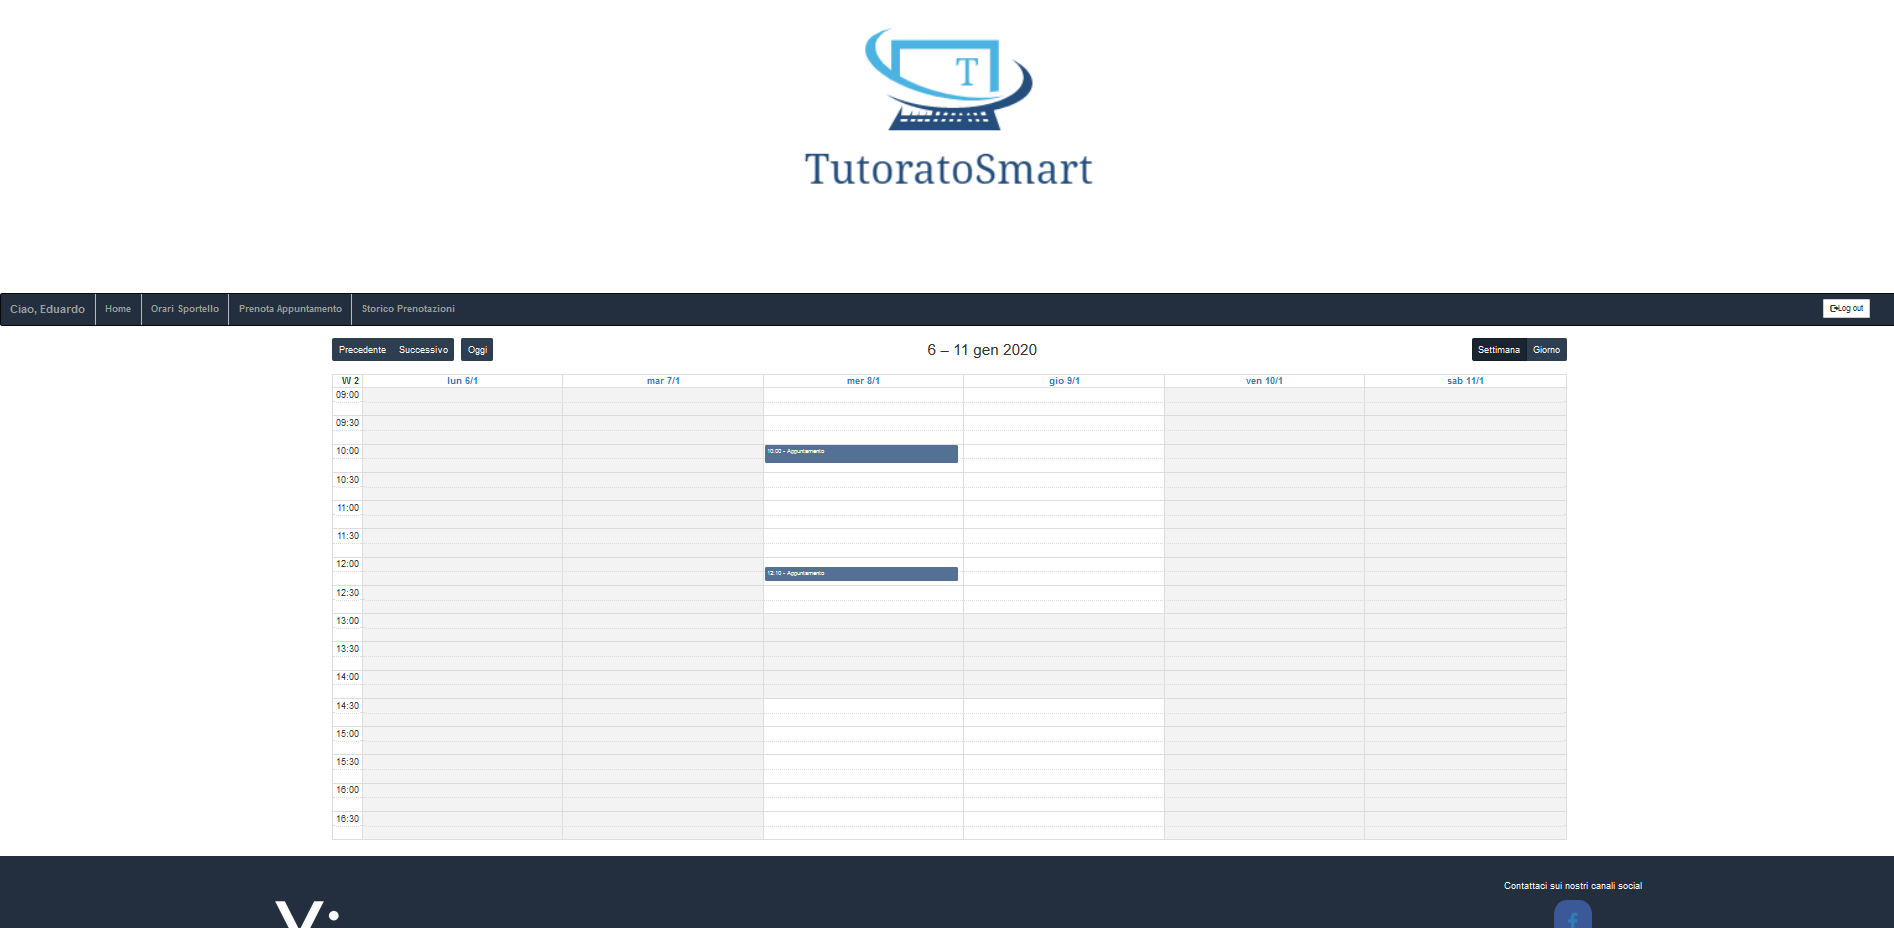 T
TutoratoSmart
Ciao, Eduardo Home Orari Sportello Prenota Appuntamento Storico Prenotazioni Log out
Precedente Successivo Oggi 6 – 11 gen 2020 Settimana Giorno
W 2 lun 6/1 mar 7/1 mer 8/1 gio 9/1 ven 10/1 sab 11/1
09:00
09:30
10:00 10:00 - Appuntamento
10:30
11:00
11:30
12:00
12:10 - Appuntamento
12:30
13:00
13:30
14:00
14:30
15:00
15:30
16:00
16:30
Contattaci sui nostri canali social
f